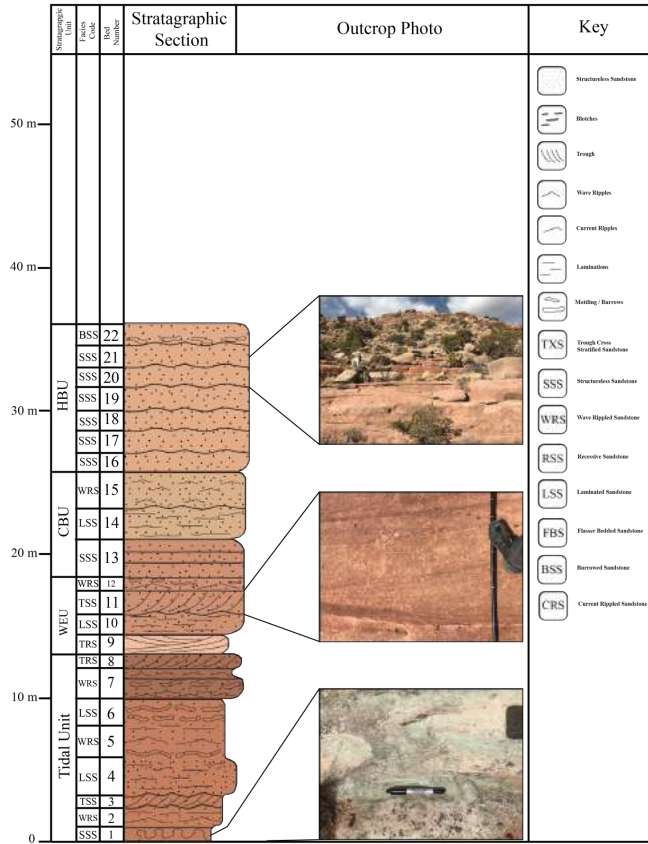 Stratagrapgic Unit
Facies Code
Bed Number
Stratagraphic Section
Outcrop Photo
Key
50 m
40 m
30 m
20 m
10 m
0
HBU
BSS 22
SSS 21
SSS 20
SSS 19
SSS 18
SSS 17
SSS 16
CBU
WRS 15
LSS 14
SSS 13
WEU
WRS 12
TSS 11
LSS 10
TRS 9
Tidal Unit
TRS 8
WRS 7
LSS 6
WRS 5
LSS 4
TSS 3
WRS 2
SSS 1
Structureless Sandstone
Blotches
Trough
Wave Ripples
Current Ripples
Laminations
Mottling / Burrows
TXS Trough Cross
Stratified Sandstone
SSS Structureless Sandstone
WRS Wave Rippled Sandstone
RSS Recessive Sandstone
LSS Laminated Sandstone
FBS Flasser Bedded Sandstone
BSS Burrowed Sandstone
CRS Current Rippled Sandstone